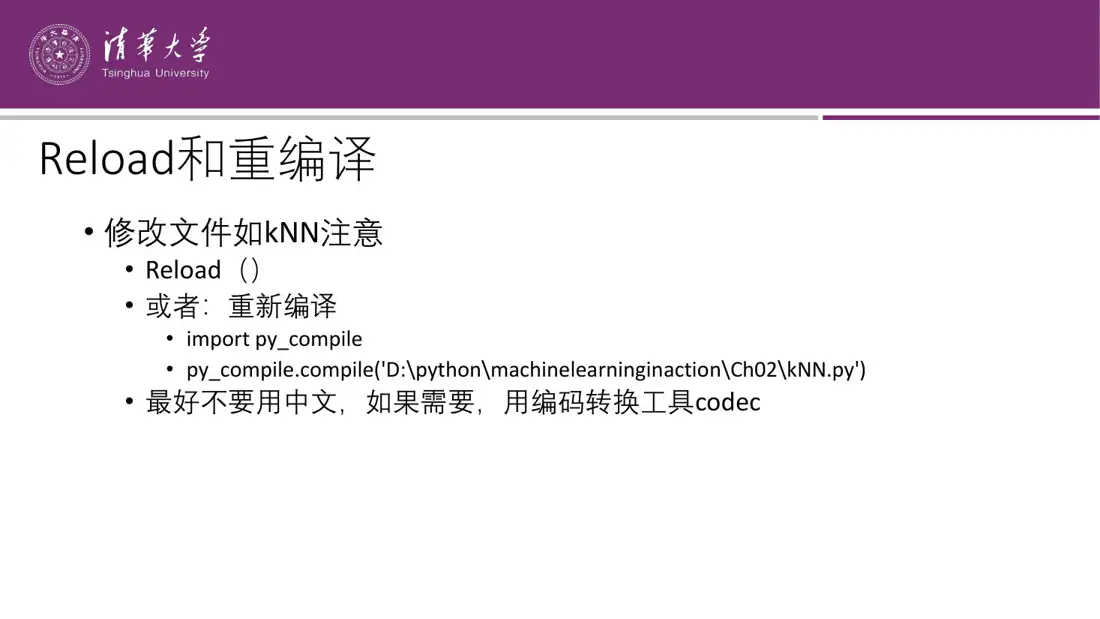 清华大学
Tsinghua University
Reload和重编译
• 修改文件如kNN注意
• Reload（）
• 或者：重新编译
• import py_compile
• py_compile.compile('D:\python\machinelearninginaction\Ch02\kNN.py')
• 最好不要用中文，如果需要，用编码转换工具codec